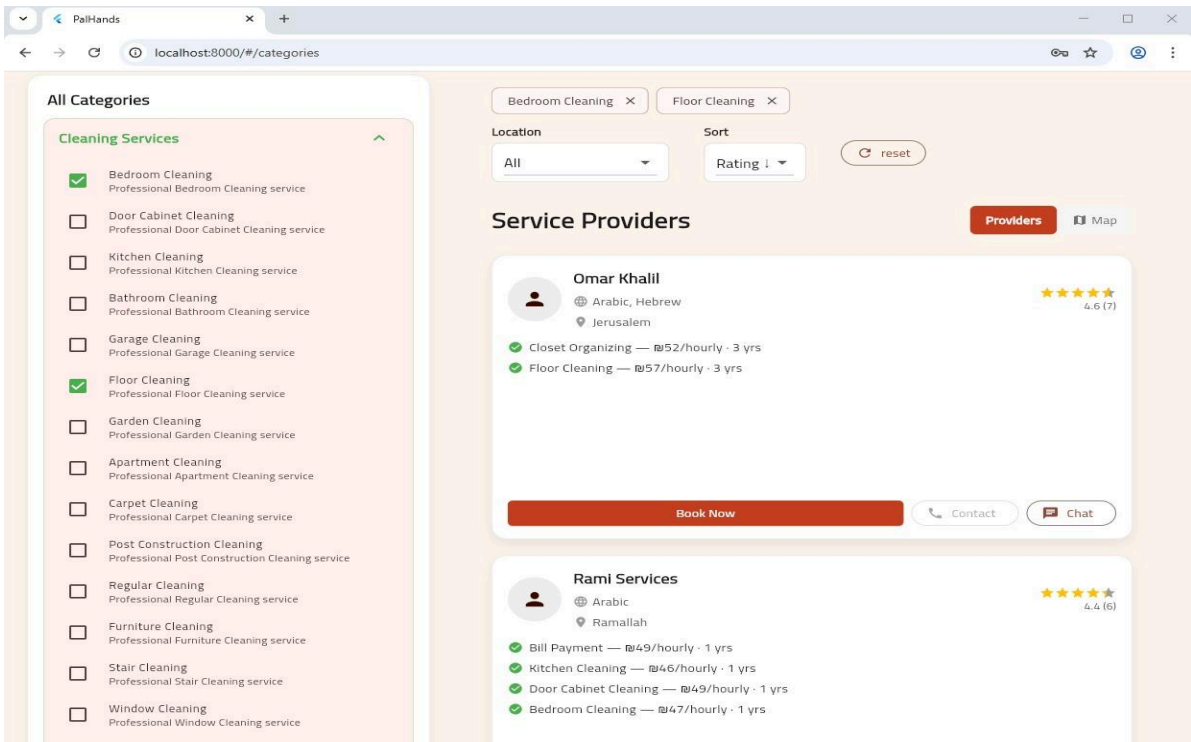 PalHands
localhost:8000/#/categories
All Categories
Cleaning Services
Bedroom Cleaning
Professional Bedroom Cleaning service
Door Cabinet Cleaning
Professional Door Cabinet Cleaning service
Kitchen Cleaning
Professional Kitchen Cleaning service
Bathroom Cleaning
Professional Bathroom Cleaning service
Garage Cleaning
Professional Garage Cleaning service
Floor Cleaning
Professional Floor Cleaning service
Garden Cleaning
Professional Garden Cleaning service
Apartment Cleaning
Professional Apartment Cleaning service
Carpet Cleaning
Professional Carpet Cleaning service
Post Construction Cleaning
Professional Post Construction Cleaning service
Regular Cleaning
Professional Regular Cleaning service
Furniture Cleaning
Professional Furniture Cleaning service
Stair Cleaning
Professional Stair Cleaning service
Window Cleaning
Professional Window Cleaning service
Bedroom Cleaning × Floor Cleaning ×
Location Sort
All Rating ↓ reset
Service Providers
Providers Map
Omar Khalil
Arabic, Hebrew
Jerusalem
4.6 (7)
Closet Organizing — ₪52/hourly · 3 yrs
Floor Cleaning — ₪57/hourly · 3 yrs
Book Now Contact Chat
Rami Services
Arabic
Ramallah
4.4 (6)
Bill Payment — ₪49/hourly · 1 yrs
Kitchen Cleaning — ₪46/hourly · 1 yrs
Door Cabinet Cleaning — ₪49/hourly · 1 yrs
Bedroom Cleaning — ₪47/hourly · 1 yrs